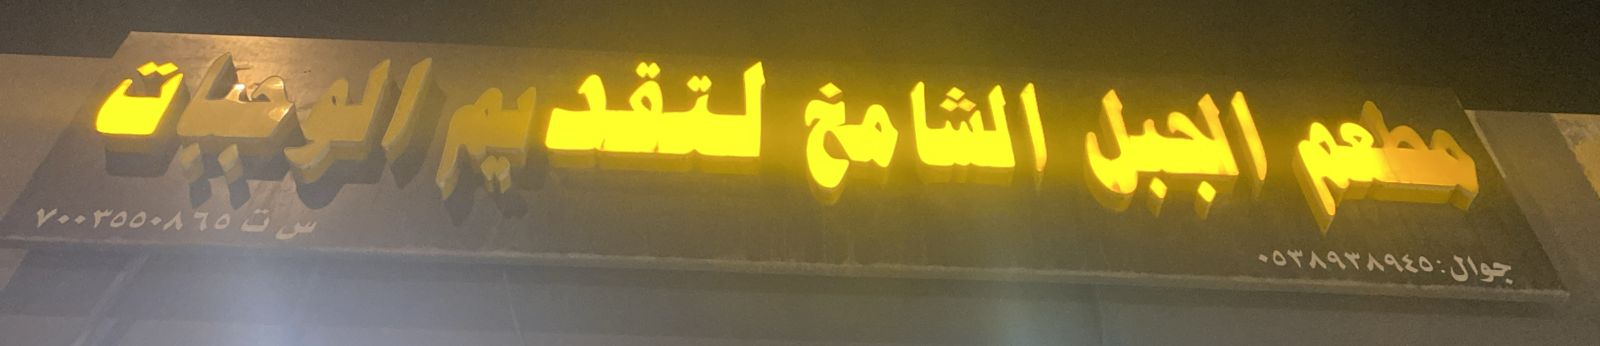 مطعم الجبل الشامخ لتقديم الوجبات
جوال: ٠٥٣٨٩٣٨٩٤٥
س ت ٧٠٠٣٥٥٠٨٦٥